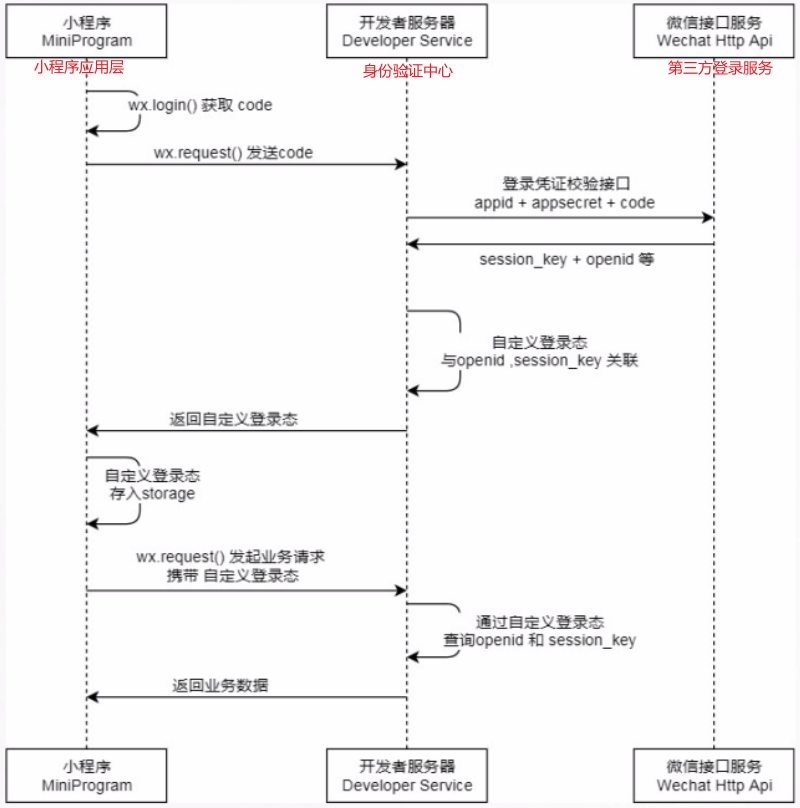 小程序
MiniProgram
开发者服务器
Developer Service
微信接口服务
Wechat Http Api
小程序应用层
身份验证中心
第三方登录服务
wx.login() 获取 code
wx.request() 发送code
登录凭证校验接口
appid + appsecret + code
session_key + openid 等
自定义登录态
与openid ,session_key 关联
返回自定义登录态
自定义登录态
存入storage
wx.request() 发起业务请求
携带 自定义登录态
通过自定义登录态
查询openid 和 session_key
返回业务数据
小程序
MiniProgram
开发者服务器
Developer Service
微信接口服务
Wechat Http Api